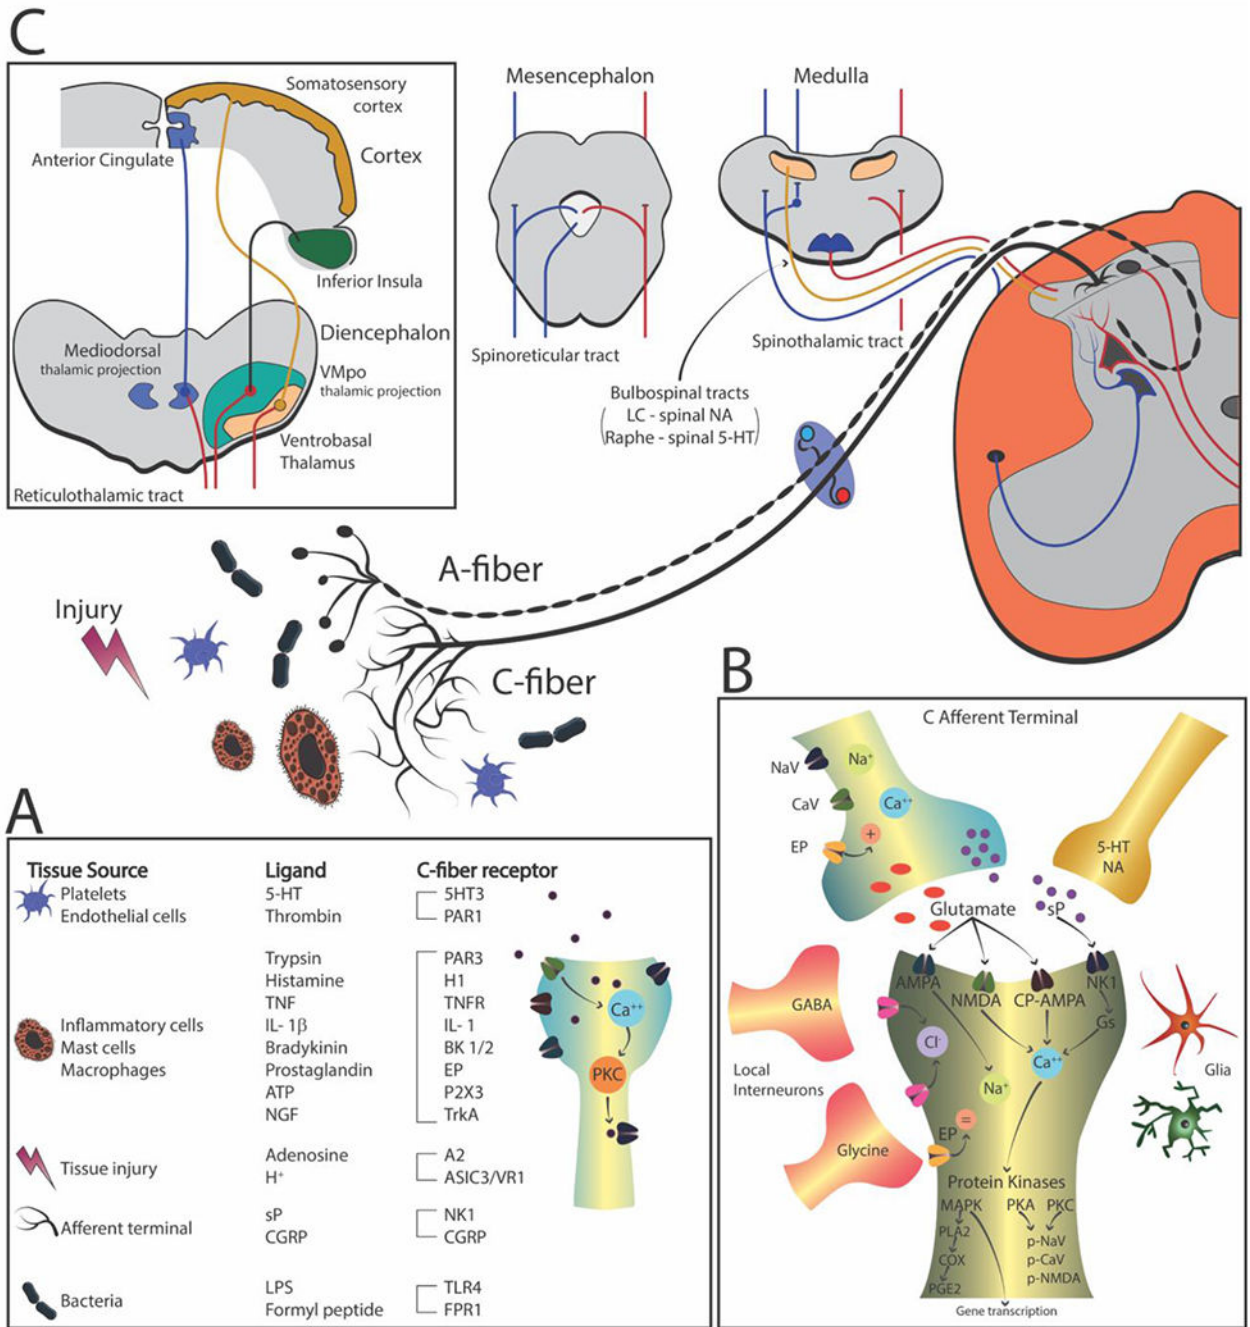 C
Somatosensory
cortex
Anterior Cingulate
Cortex
Inferior Insula
Diencephalon
Mediodorsal
thalamic projection
VMpo
thalamic projection
Ventrobasal
Thalamus
Reticulothalamic tract
Mesencephalon
Medulla
Spinoreticular tract
Spinothalamic tract
Bulbospinal tracts
(LC - spinal NA
Raphe - spinal 5-HT)
A-fiber
Injury
C-fiber
A
Tissue Source Ligand C-fiber receptor
Platelets 5-HT 5HT3
Endothelial cells Thrombin PAR1
Trypsin PAR3
Histamine H1
TNF TNFR
Inflammatory cells IL- 1β IL- 1
Mast cells Bradykinin BK 1/2
Macrophages Prostaglandin EP
ATP P2X3
NGF TrkA
Tissue injury Adenosine A2
H⁺ ASIC3/VR1
Afferent terminal sP NK1
CGRP CGRP
Bacteria LPS TLR4
Formyl peptide FPR1
Ca⁺⁺
PKC
B
C Afferent Terminal
NaV
Na⁺
CaV
Ca⁺⁺
EP
+
5-HT
NA
Glutamate
sP
AMPA
NMDA
CP-AMPA
NK1
GABA
Gs
Cl⁻
Ca⁺⁺
Local
Interneurons
Glia
Na⁺
Glycine
EP
=
Protein Kinases
MAPK PKA PKC
PLA2 p-NaV
COX p-CaV
PGE2 p-NMDA
Gene transcription